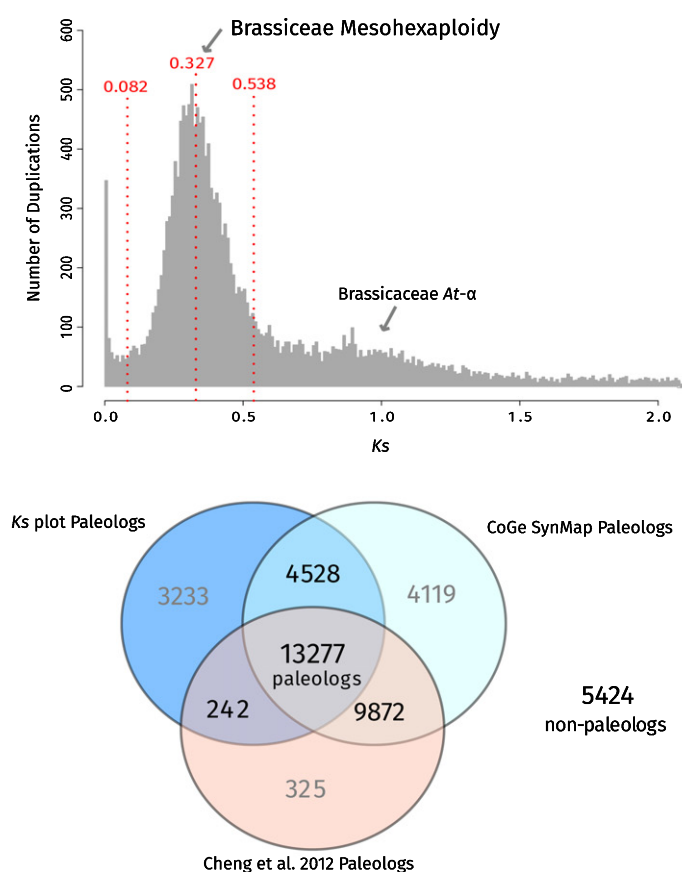 Brassiceae Mesohexaploidy
600
500
400
300
200
100
0
Number of Duplications
0.082
0.327
0.538
Brassicaceae At-α
0.0
0.5
1.0
1.5
2.0
Ks
Ks plot Paleologs
CoGe SynMap Paleologs
3233
4528
4119
13277
paleologs
242
9872
325
5424
non-paleologs
Cheng et al. 2012 Paleologs